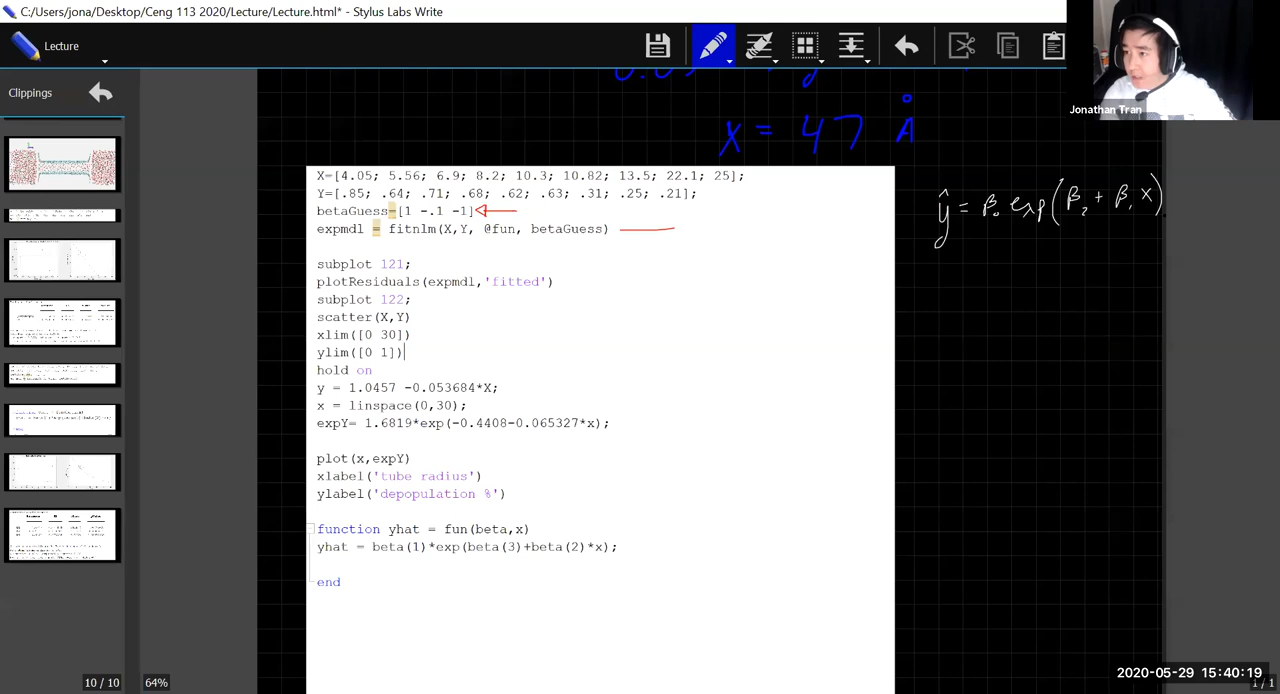 C:/Users/jona/Desktop/Ceng 113 2020/Lecture/Lecture.html* - Stylus Labs Write
Lecture
Clippings
Jonathan Tran
x = 47 Å
X=[4.05; 5.56; 6.9; 8.2; 10.3; 10.82; 13.5; 22.1; 25];
Y=[.85; .64; .71; .68; .62; .63; .31; .25; .21];
betaGuess=[1 -.1 -1]
expmdl = fitnlm(X,Y, @fun, betaGuess)
subplot 121;
plotResiduals(expmdl,'fitted')
subplot 122;
scatter(X,Y)
xlim([0 30])
ylim([0 1])
hold on
y = 1.0457 -0.053684*X;
x = linspace(0,30);
expY= 1.6819*exp(-0.4408-0.065327*x);
plot(x,expY)
xlabel('tube radius')
ylabel('depopulation %')
function yhat = fun(beta,x)
yhat = beta(1)*exp(beta(3)+beta(2)*x);
end
ŷ = β₀ exp(β₂ + β₁ x)
10 / 10
64%
2020-05-29 15:40:19
1 / 1